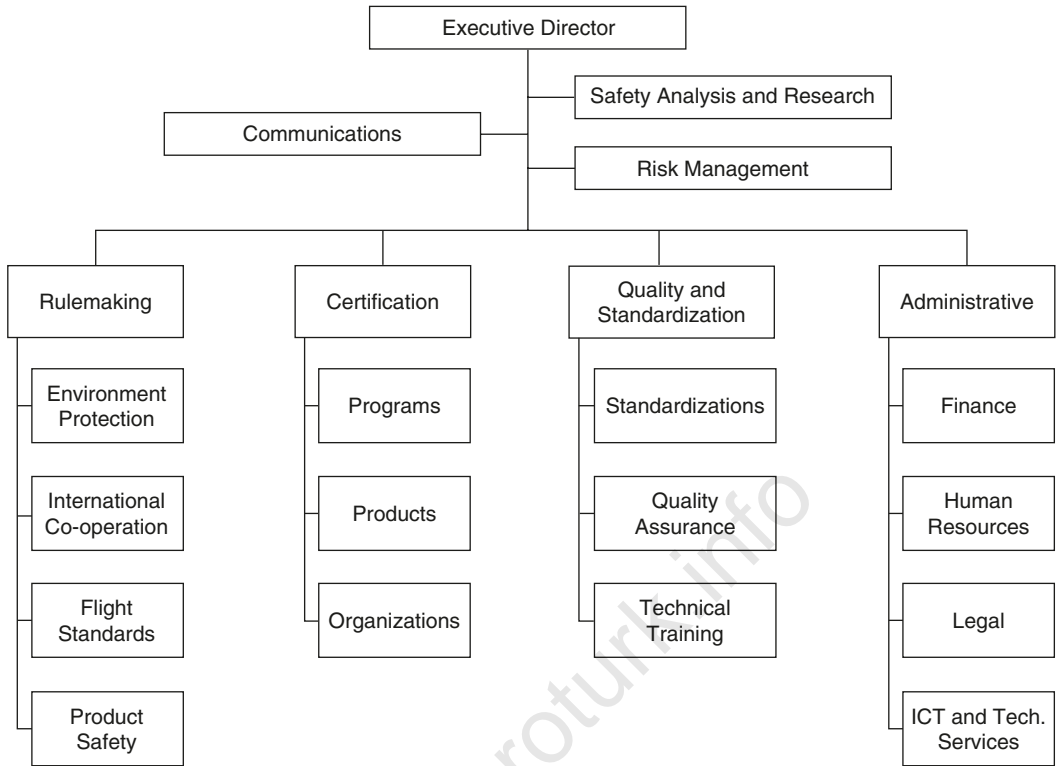 Executive Director
Safety Analysis and Research
Communications
Risk Management
Rulemaking
Certification
Quality and
Standardization
Administrative
Environment
Protection
Programs
Standardizations
Finance
International
Co-operation
Products
Quality
Assurance
Human
Resources
Flight
Standards
Organizations
Technical
Training
Legal
Product
Safety
ICT and Tech.
Services
roturk.info